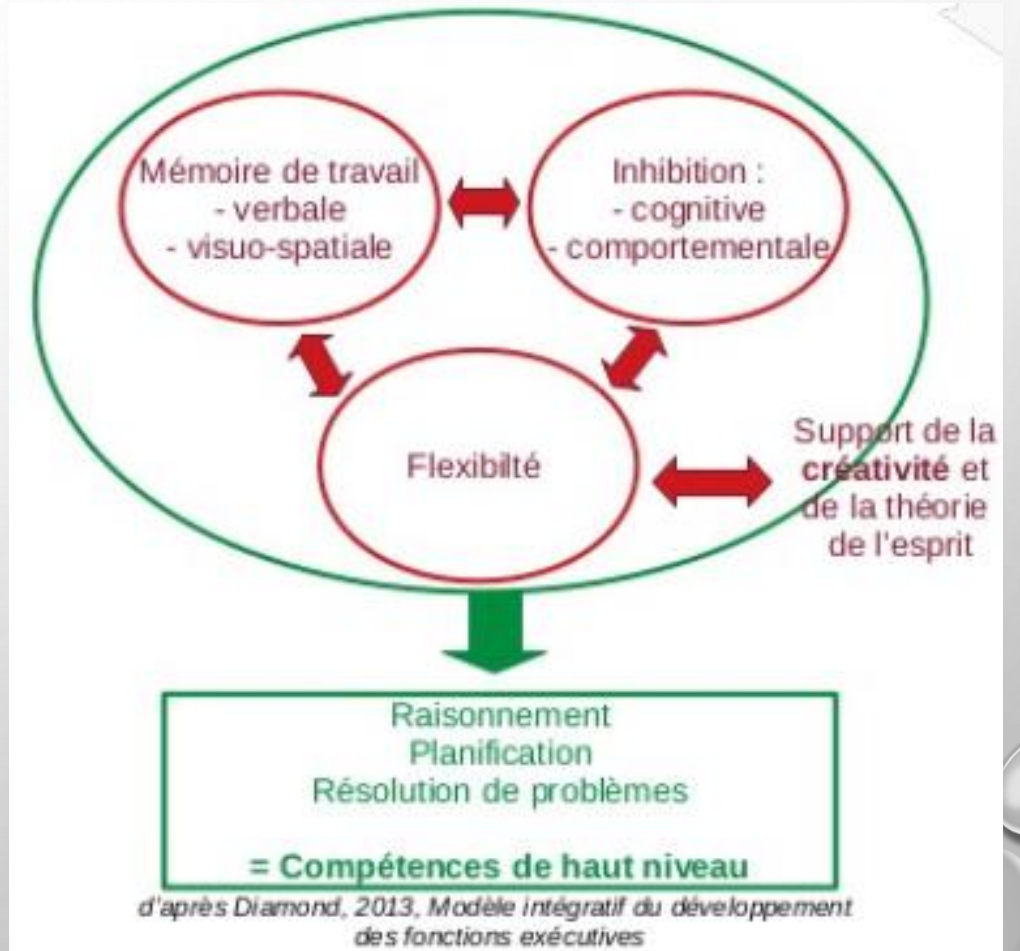 Mémoire de travail
- verbale
- visuo-spatiale
Inhibition :
- cognitive
- comportementale
Flexibilté
Support de la
créativité et
de la théorie
de l'esprit
Raisonnement
Planification
Résolution de problèmes
= Compétences de haut niveau
d'après Diamond, 2013, Modèle intégratif du développement
des fonctions exécutives